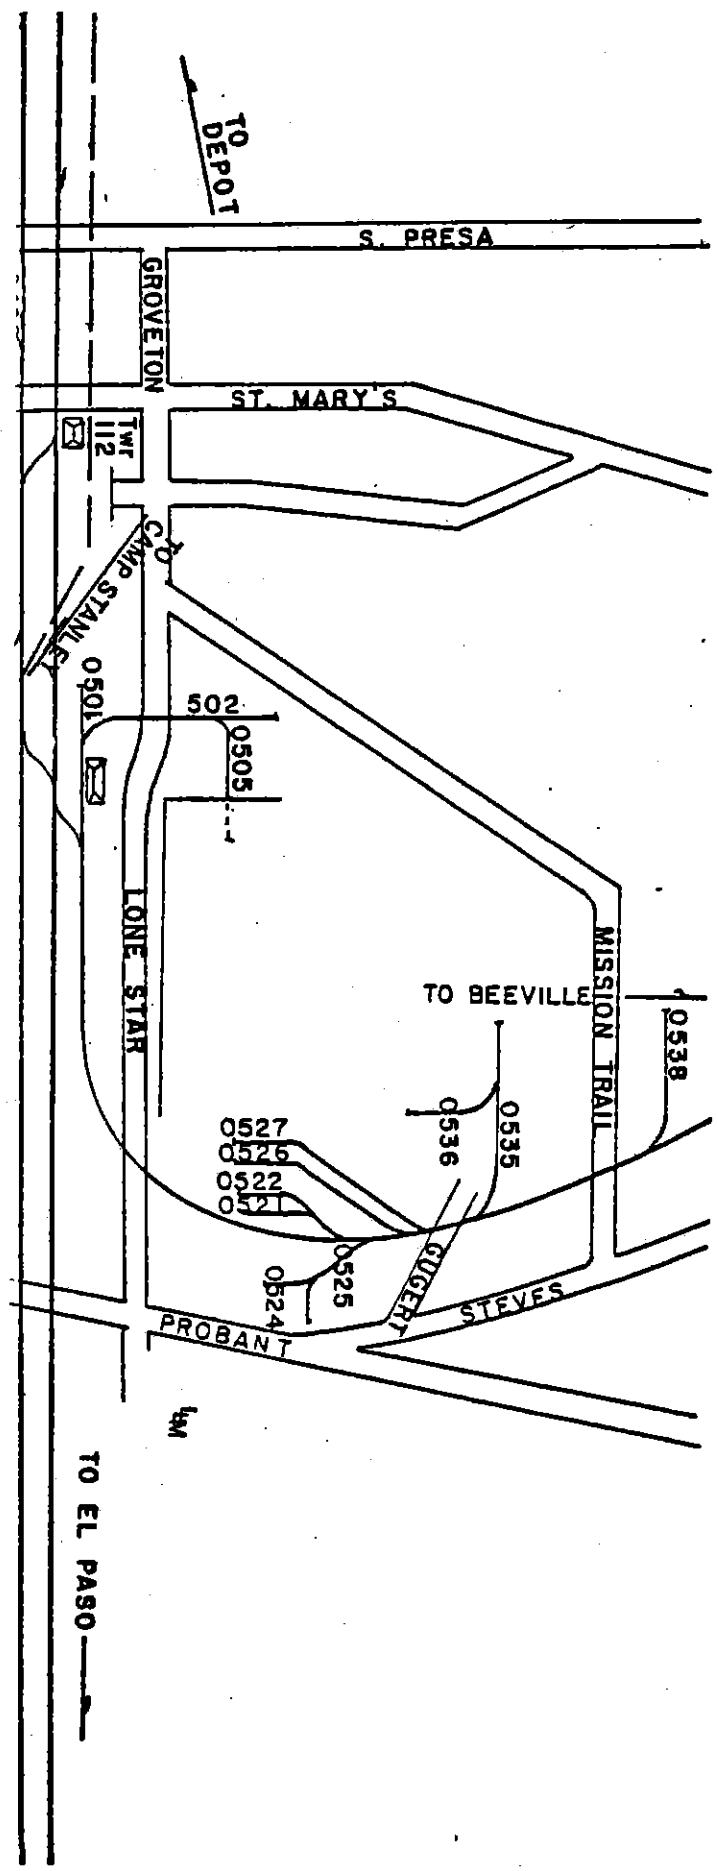 TO
DEPOT
S. PRESA
GROVETON
ST. MARY'S
Twr
112
TO
CAMP STANLEY
0501
502
0505
LONE STAR
MISSION TRAIL
TO BEEVILLE
0538
0535
0536
0527
0526
0522
0521
0525
0524
GUGERT
STEVES
PROBANT
TO EL PASO